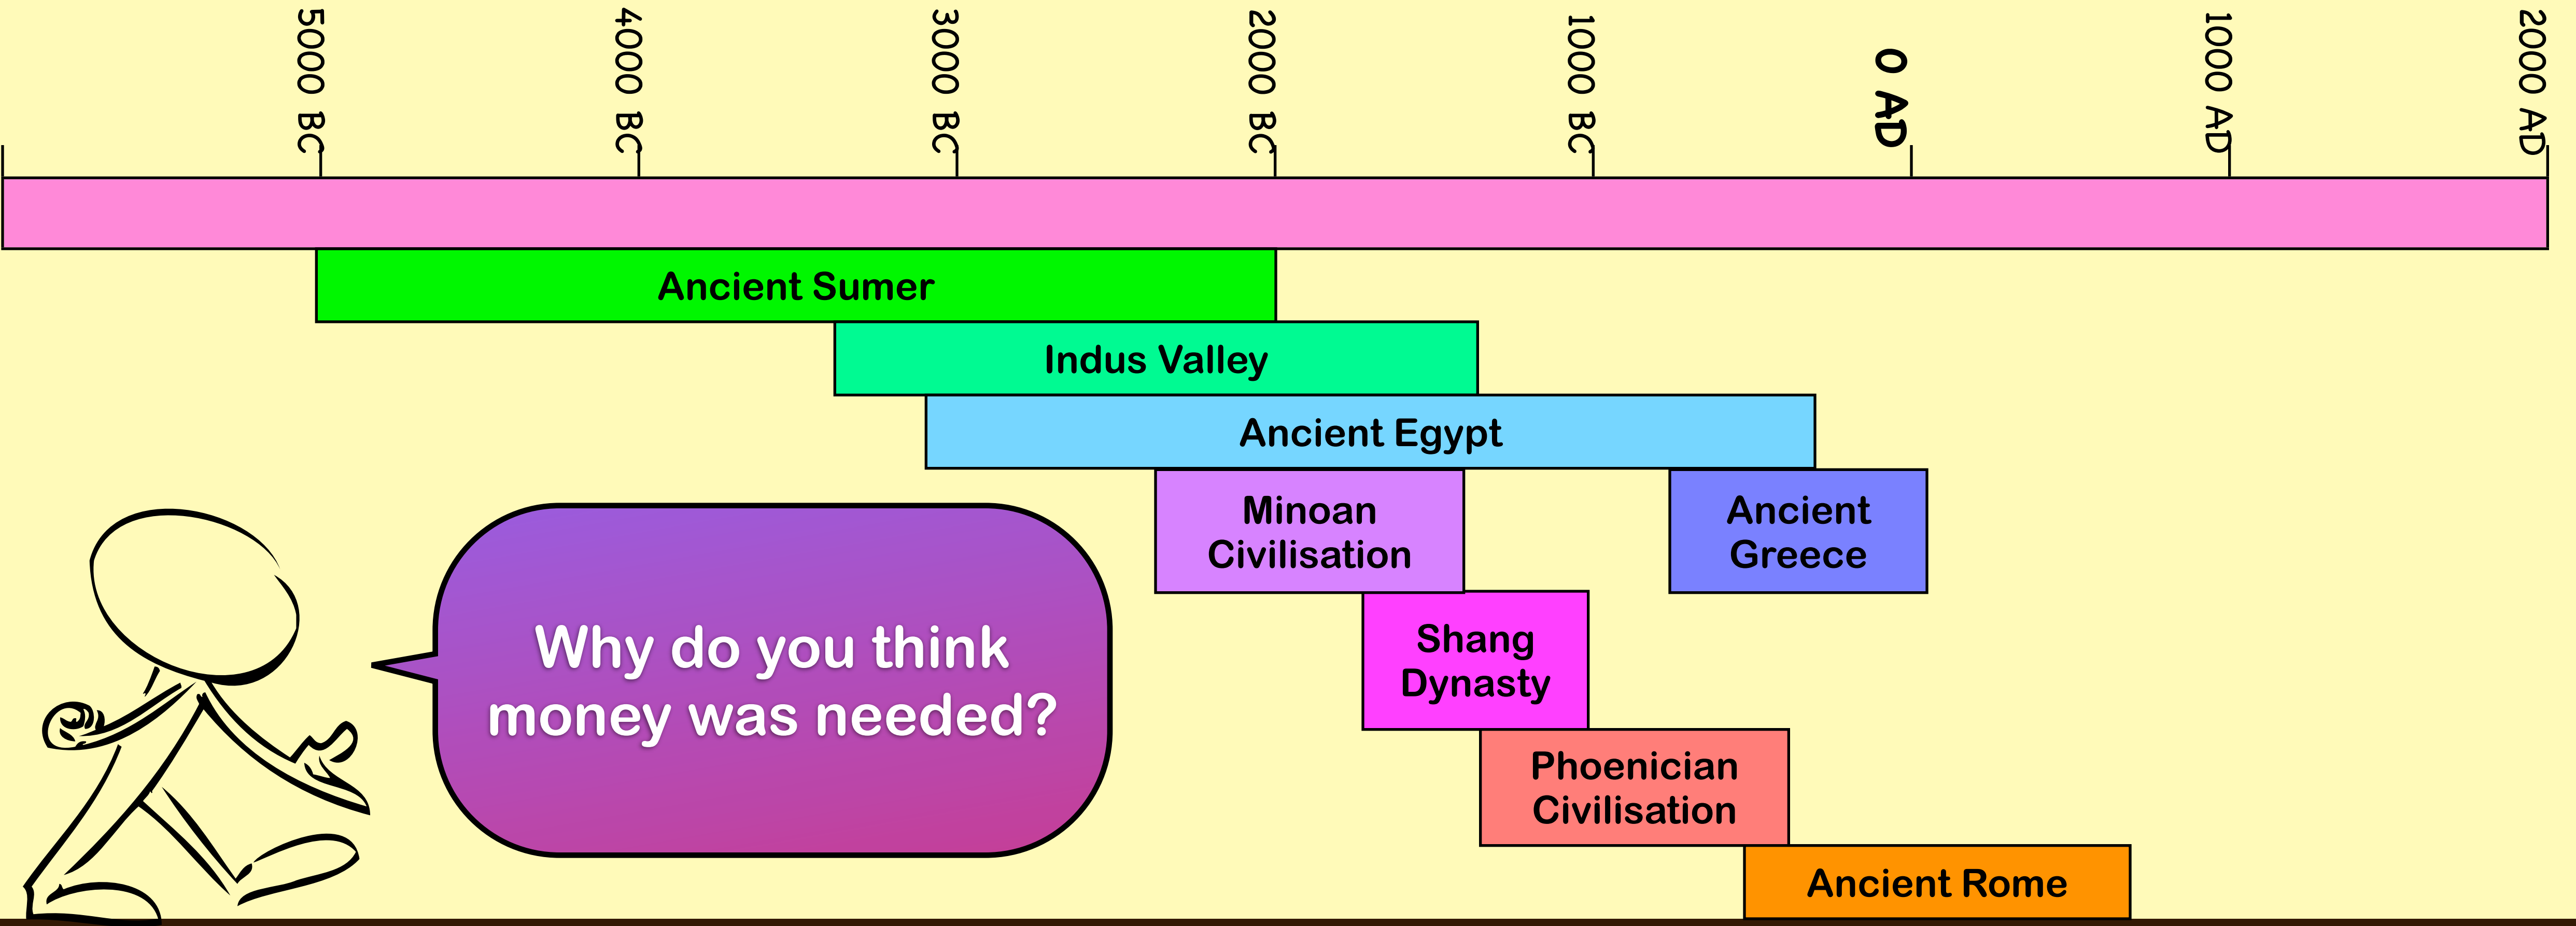 5000 BC
4000 BC
3000 BC
2000 BC
1000 BC
0 AD
1000 AD
2000 AD
Ancient Sumer
Indus Valley
Ancient Egypt
Minoan
Civilisation
Ancient
Greece
Shang
Dynasty
Phoenician
Civilisation
Ancient Rome
Why do you think
money was needed?